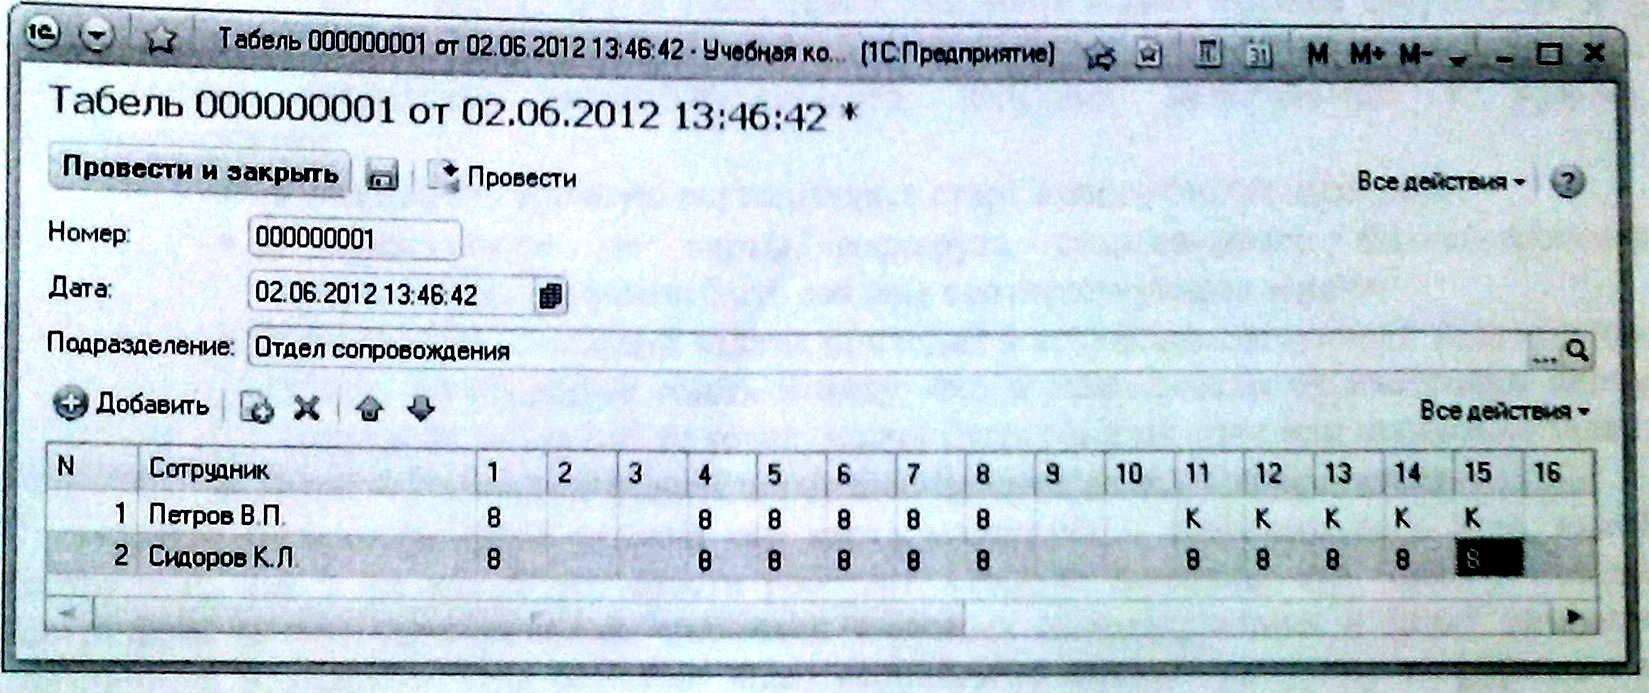 1С Табель 000000001 от 02.06.2012 13:46:42 - Учебная ко... (1С:Предприятие) 31 M M+ M-
Табель 000000001 от 02.06.2012 13:46:42 *
Провести и закрыть Провести Все действия ?
Номер: 000000001
Дата: 02.06.2012 13:46:42
Подразделение: Отдел сопровождения ...
Добавить Все действия
N Сотрудник 1 2 3 4 5 6 7 8 9 10 11 12 13 14 15 16
1 Петров В.П. 8 8 8 8 8 8 К К К К К
2 Сидоров К.Л. 8 8 8 8 8 8 8 8 8 8 8